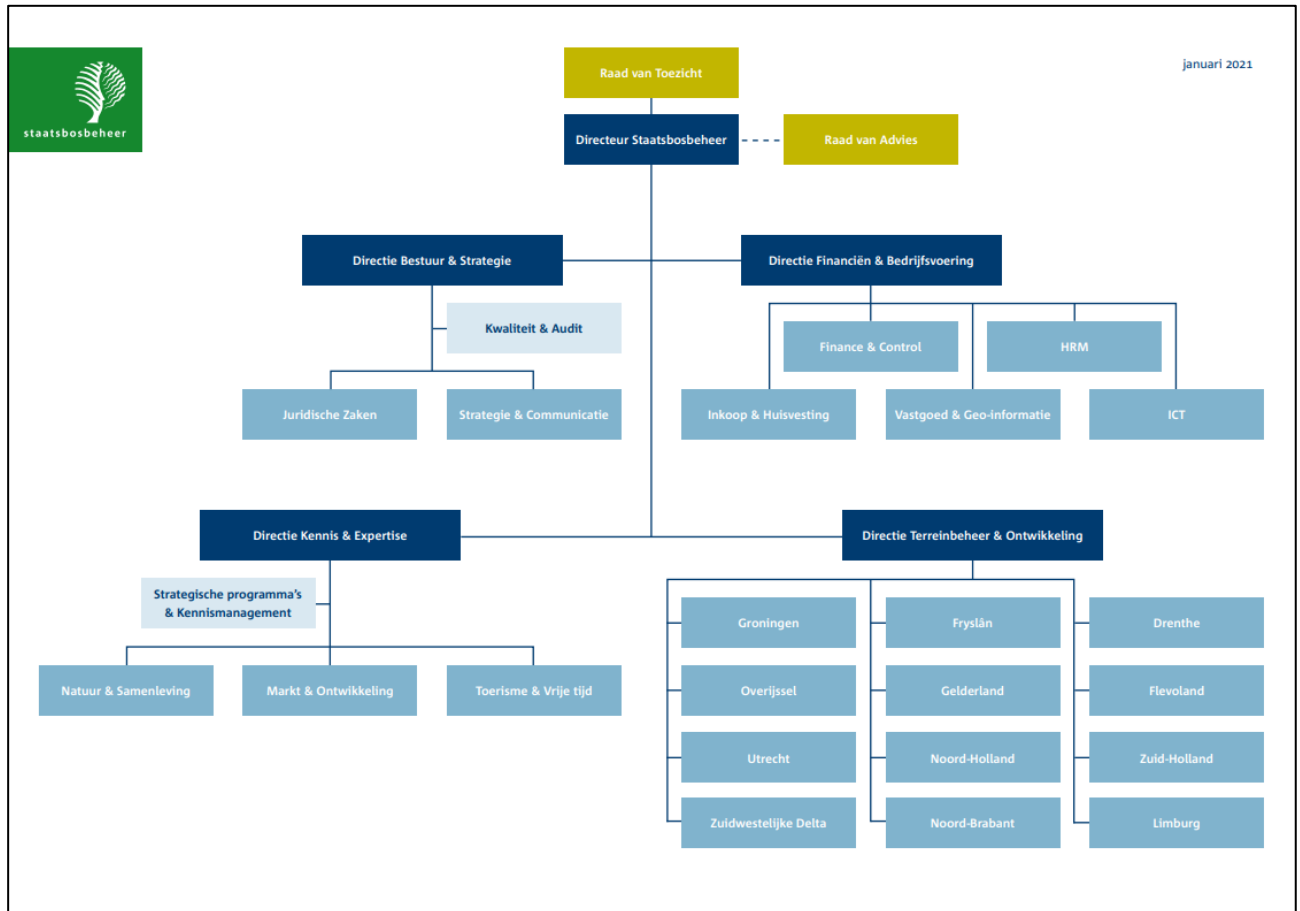 januari 2021
staatsbosbeheer
Raad van Toezicht
Directeur Staatsbosbeheer
Raad van Advies
Directie Bestuur & Strategie
Directie Financiën & Bedrijfsvoering
Kwaliteit & Audit
Finance & Control
HRM
Juridische Zaken
Strategie & Communicatie
Inkoop & Huisvesting
Vastgoed & Geo-informatie
ICT
Directie Kennis & Expertise
Directie Terreinbeheer & Ontwikkeling
Strategische programma's
& Kennismanagement
Groningen
Fryslân
Drenthe
Natuur & Samenleving
Markt & Ontwikkeling
Toerisme & Vrije tijd
Overijssel
Gelderland
Flevoland
Utrecht
Noord-Holland
Zuid-Holland
Zuidwestelijke Delta
Noord-Brabant
Limburg